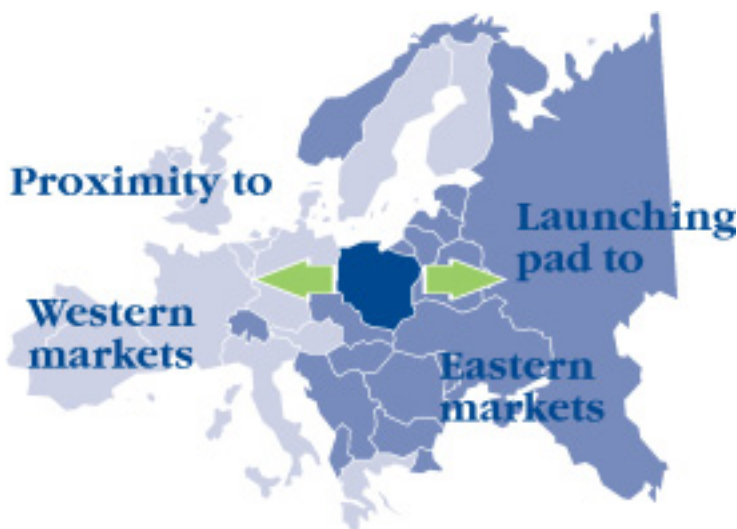 Proximity to
Western
markets
Launching
pad to
Eastern
markets